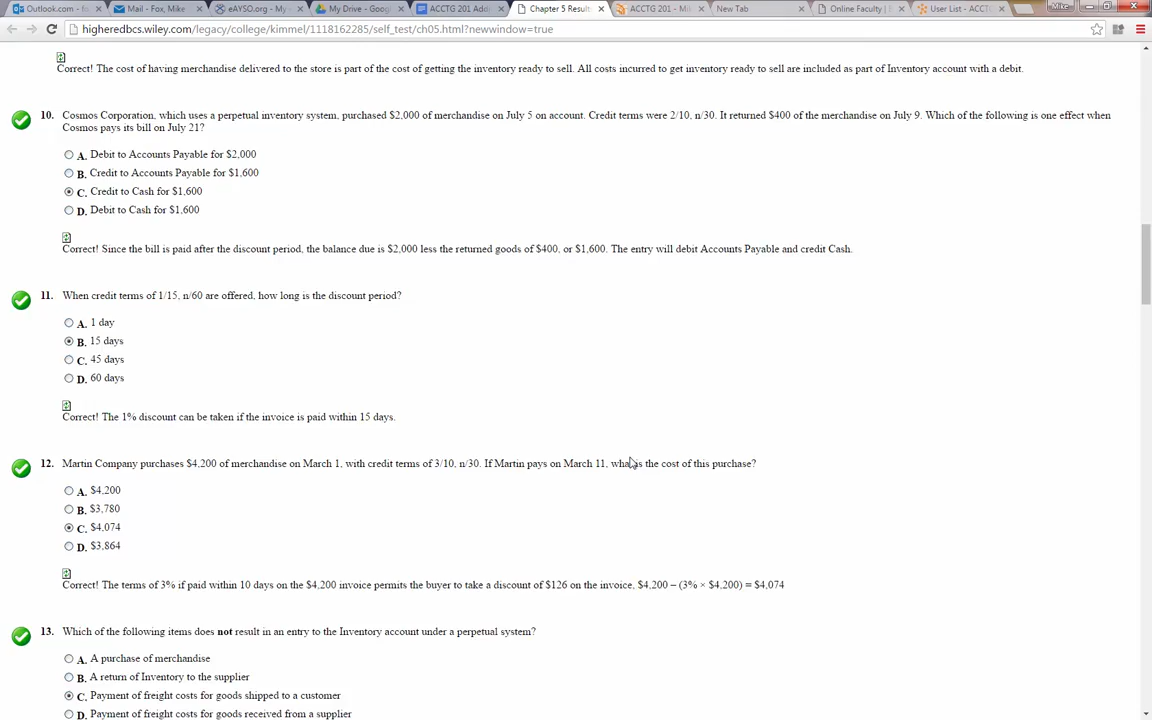 Outlook.com - fo
Mail - Fox, Mike
eAYSO.org - My
My Drive - Goog
ACCTG 201 Addi
Chapter 5 Result
ACCTG 201 - Mi
New Tab
Online Faculty |
User List - ACCT
Mike
higheredbcs.wiley.com/legacy/college/kimmel/1118162285/self_test/ch05.html?newwindow=true
Correct! The cost of having merchandise delivered to the store is part of the cost of getting the inventory ready to sell. All costs incurred to get inventory ready to sell are included as part of Inventory account with a debit.
10. Cosmos Corporation, which uses a perpetual inventory system, purchased $2,000 of merchandise on July 5 on account. Credit terms were 2/10, n/30. It returned $400 of the merchandise on July 9. Which of the following is one effect when
Cosmos pays its bill on July 21?
A. Debit to Accounts Payable for $2,000
B. Credit to Accounts Payable for $1,600
C. Credit to Cash for $1,600
D. Debit to Cash for $1,600
Correct! Since the bill is paid after the discount period, the balance due is $2,000 less the returned goods of $400, or $1,600. The entry will debit Accounts Payable and credit Cash.
11. When credit terms of 1/15, n/60 are offered, how long is the discount period?
A. 1 day
B. 15 days
C. 45 days
D. 60 days
Correct! The 1% discount can be taken if the invoice is paid within 15 days.
12. Martin Company purchases $4,200 of merchandise on March 1, with credit terms of 3/10, n/30. If Martin pays on March 11, what is the cost of this purchase?
A. $4,200
B. $3,780
C. $4,074
D. $3,864
Correct! The terms of 3% if paid within 10 days on the $4,200 invoice permits the buyer to take a discount of $126 on the invoice, $4,200 – (3% × $4,200) = $4,074
13. Which of the following items does not result in an entry to the Inventory account under a perpetual system?
A. A purchase of merchandise
B. A return of Inventory to the supplier
C. Payment of freight costs for goods shipped to a customer
D. Payment of freight costs for goods received from a supplier